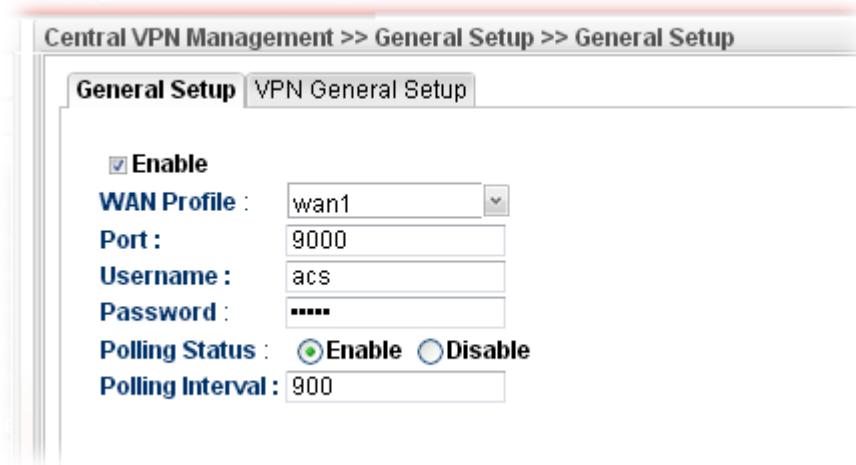 Central VPN Management >> General Setup >> General Setup
General Setup VPN General Setup
Enable
WAN Profile : wan1
Port : 9000
Username : acs
Password : •••••
Polling Status : Enable Disable
Polling Interval : 900